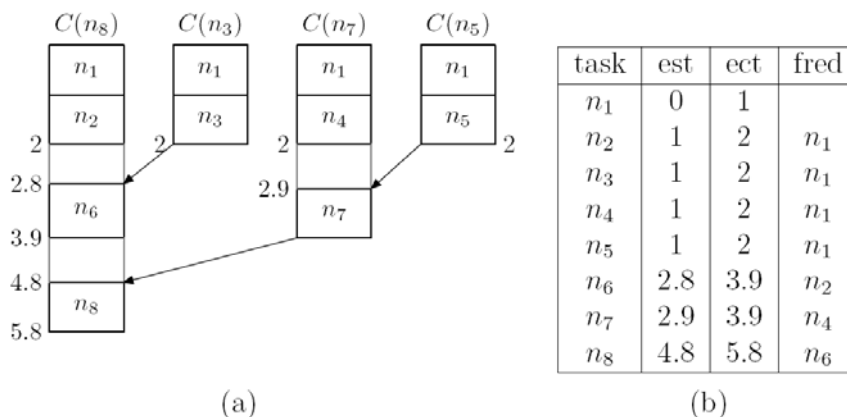 C(n₈) C(n₃) C(n₇) C(n₅)
n₁ n₁ n₁ n₁
n₂ n₃ n₄ n₅
2 2 2 2
2.8
2.9
n₆ n₇
3.9
4.8
n₈
5.8
(a)
task est ect fred
n₁ 0 1
n₂ 1 2 n₁
n₃ 1 2 n₁
n₄ 1 2 n₁
n₅ 1 2 n₁
n₆ 2.8 3.9 n₂
n₇ 2.9 3.9 n₄
n₈ 4.8 5.8 n₆
(b)